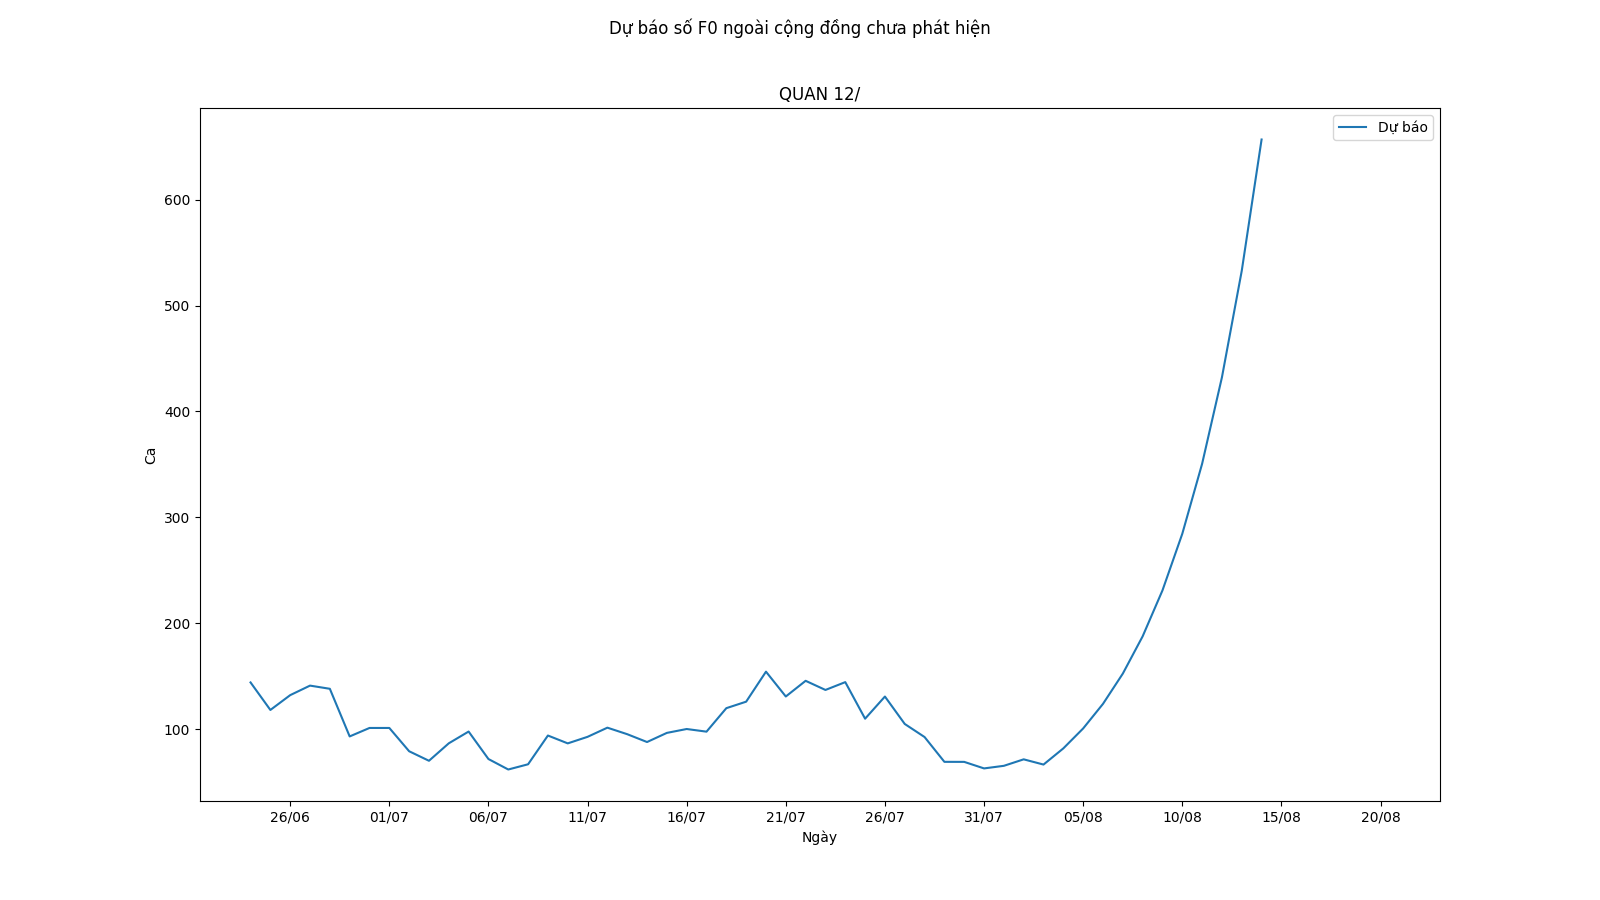 Dự báo số F0 ngoài cộng đồng chưa phát hiện
QUAN 12/
Dự báo
600
500
400
300
200
100
Ca
26/06 01/07 06/07 11/07 16/07 21/07 26/07 31/07 05/08 10/08 15/08 20/08
Ngày